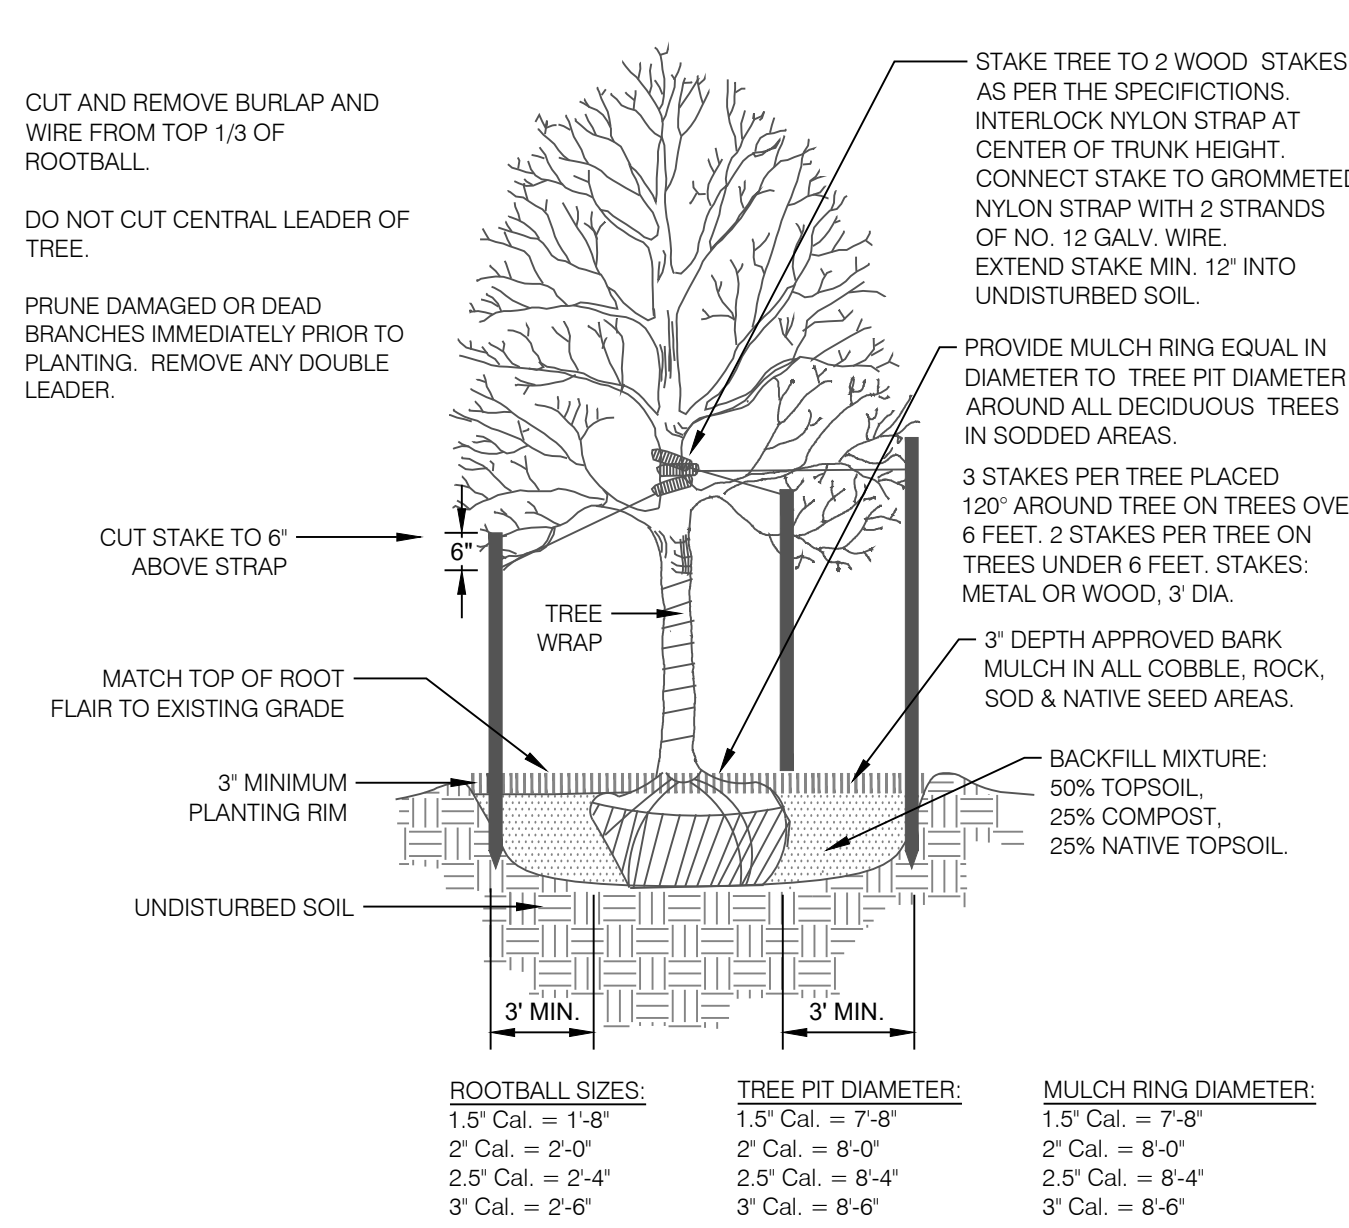 CUT AND REMOVE BURLAP AND
WIRE FROM TOP 1/3 OF
ROOTBALL.
DO NOT CUT CENTRAL LEADER OF
TREE.
PRUNE DAMAGED OR DEAD
BRANCHES IMMEDIATELY PRIOR TO
PLANTING. REMOVE ANY DOUBLE
LEADER.
STAKE TREE TO 2 WOOD STAKES
AS PER THE SPECIFICTIONS.
INTERLOCK NYLON STRAP AT
CENTER OF TRUNK HEIGHT.
CONNECT STAKE TO GROMMETED
NYLON STRAP WITH 2 STRANDS
OF NO. 12 GALV. WIRE.
EXTEND STAKE MIN. 12" INTO
UNDISTURBED SOIL.
PROVIDE MULCH RING EQUAL IN
DIAMETER TO TREE PIT DIAMETER
AROUND ALL DECIDUOUS TREES
IN SODDED AREAS.
3 STAKES PER TREE PLACED
120° AROUND TREE ON TREES OVE
6 FEET. 2 STAKES PER TREE ON
TREES UNDER 6 FEET. STAKES:
METAL OR WOOD, 3' DIA.
3" DEPTH APPROVED BARK
MULCH IN ALL COBBLE, ROCK,
SOD & NATIVE SEED AREAS.
BACKFILL MIXTURE:
50% TOPSOIL,
25% COMPOST,
25% NATIVE TOPSOIL.
CUT STAKE TO 6"
ABOVE STRAP
6"
TREE
WRAP
MATCH TOP OF ROOT
FLAIR TO EXISTING GRADE
3" MINIMUM
PLANTING RIM
UNDISTURBED SOIL
3' MIN.
3' MIN.
ROOTBALL SIZES:
1.5" Cal. = 1'-8"
2" Cal. = 2'-0"
2.5" Cal. = 2'-4"
3" Cal. = 2'-6"
TREE PIT DIAMETER:
1.5" Cal. = 7'-8"
2" Cal. = 8'-0"
2.5" Cal. = 8'-4"
3" Cal. = 8'-6"
MULCH RING DIAMETER:
1.5" Cal. = 7'-8"
2" Cal. = 8'-0"
2.5" Cal. = 8'-4"
3" Cal. = 8'-6"